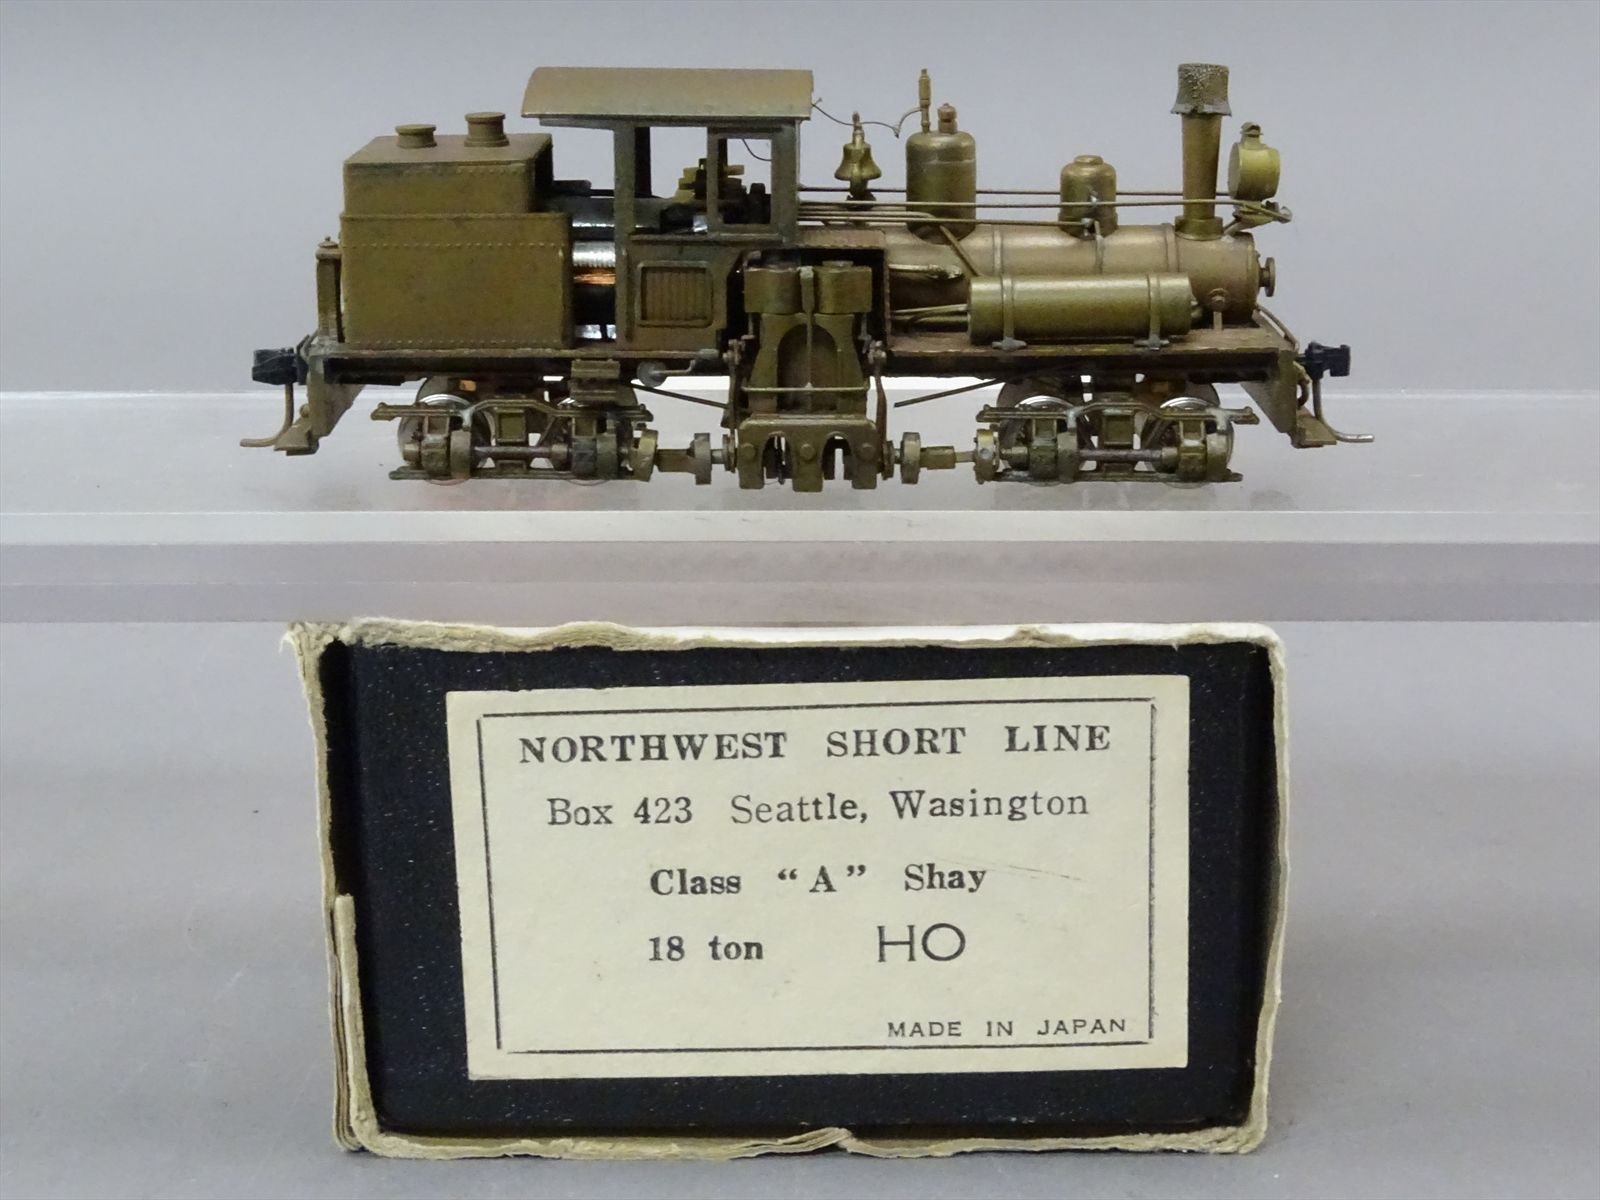 NORTHWEST SHORT LINE
Box 423 Seattle, Wasington
Class "A" Shay
18 ton HO
MADE IN JAPAN